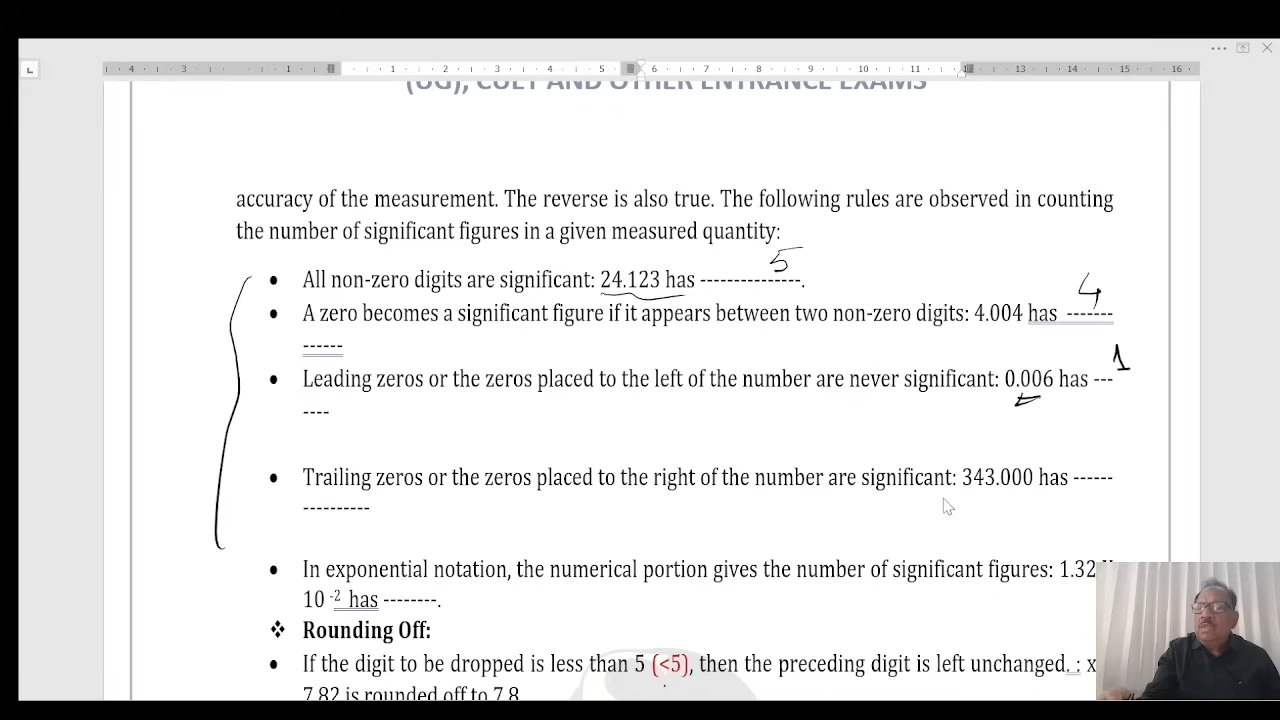 (UG), CUET AND OTHER ENTRANCE EXAMS
accuracy of the measurement. The reverse is also true. The following rules are observed in counting
the number of significant figures in a given measured quantity:
5
• All non-zero digits are significant: 24.123 has ---------------.
4
• A zero becomes a significant figure if it appears between two non-zero digits: 4.004 has -------
------
1
• Leading zeros or the zeros placed to the left of the number are never significant: 0.006 has ---
----
• Trailing zeros or the zeros placed to the right of the number are significant: 343.000 has ------
----------
• In exponential notation, the numerical portion gives the number of significant figures: 1.32 X
10 -2 has --------.
❖ Rounding Off:
• If the digit to be dropped is less than 5 (<5), then the preceding digit is left unchanged. : x
7.82 is rounded off to 7.8